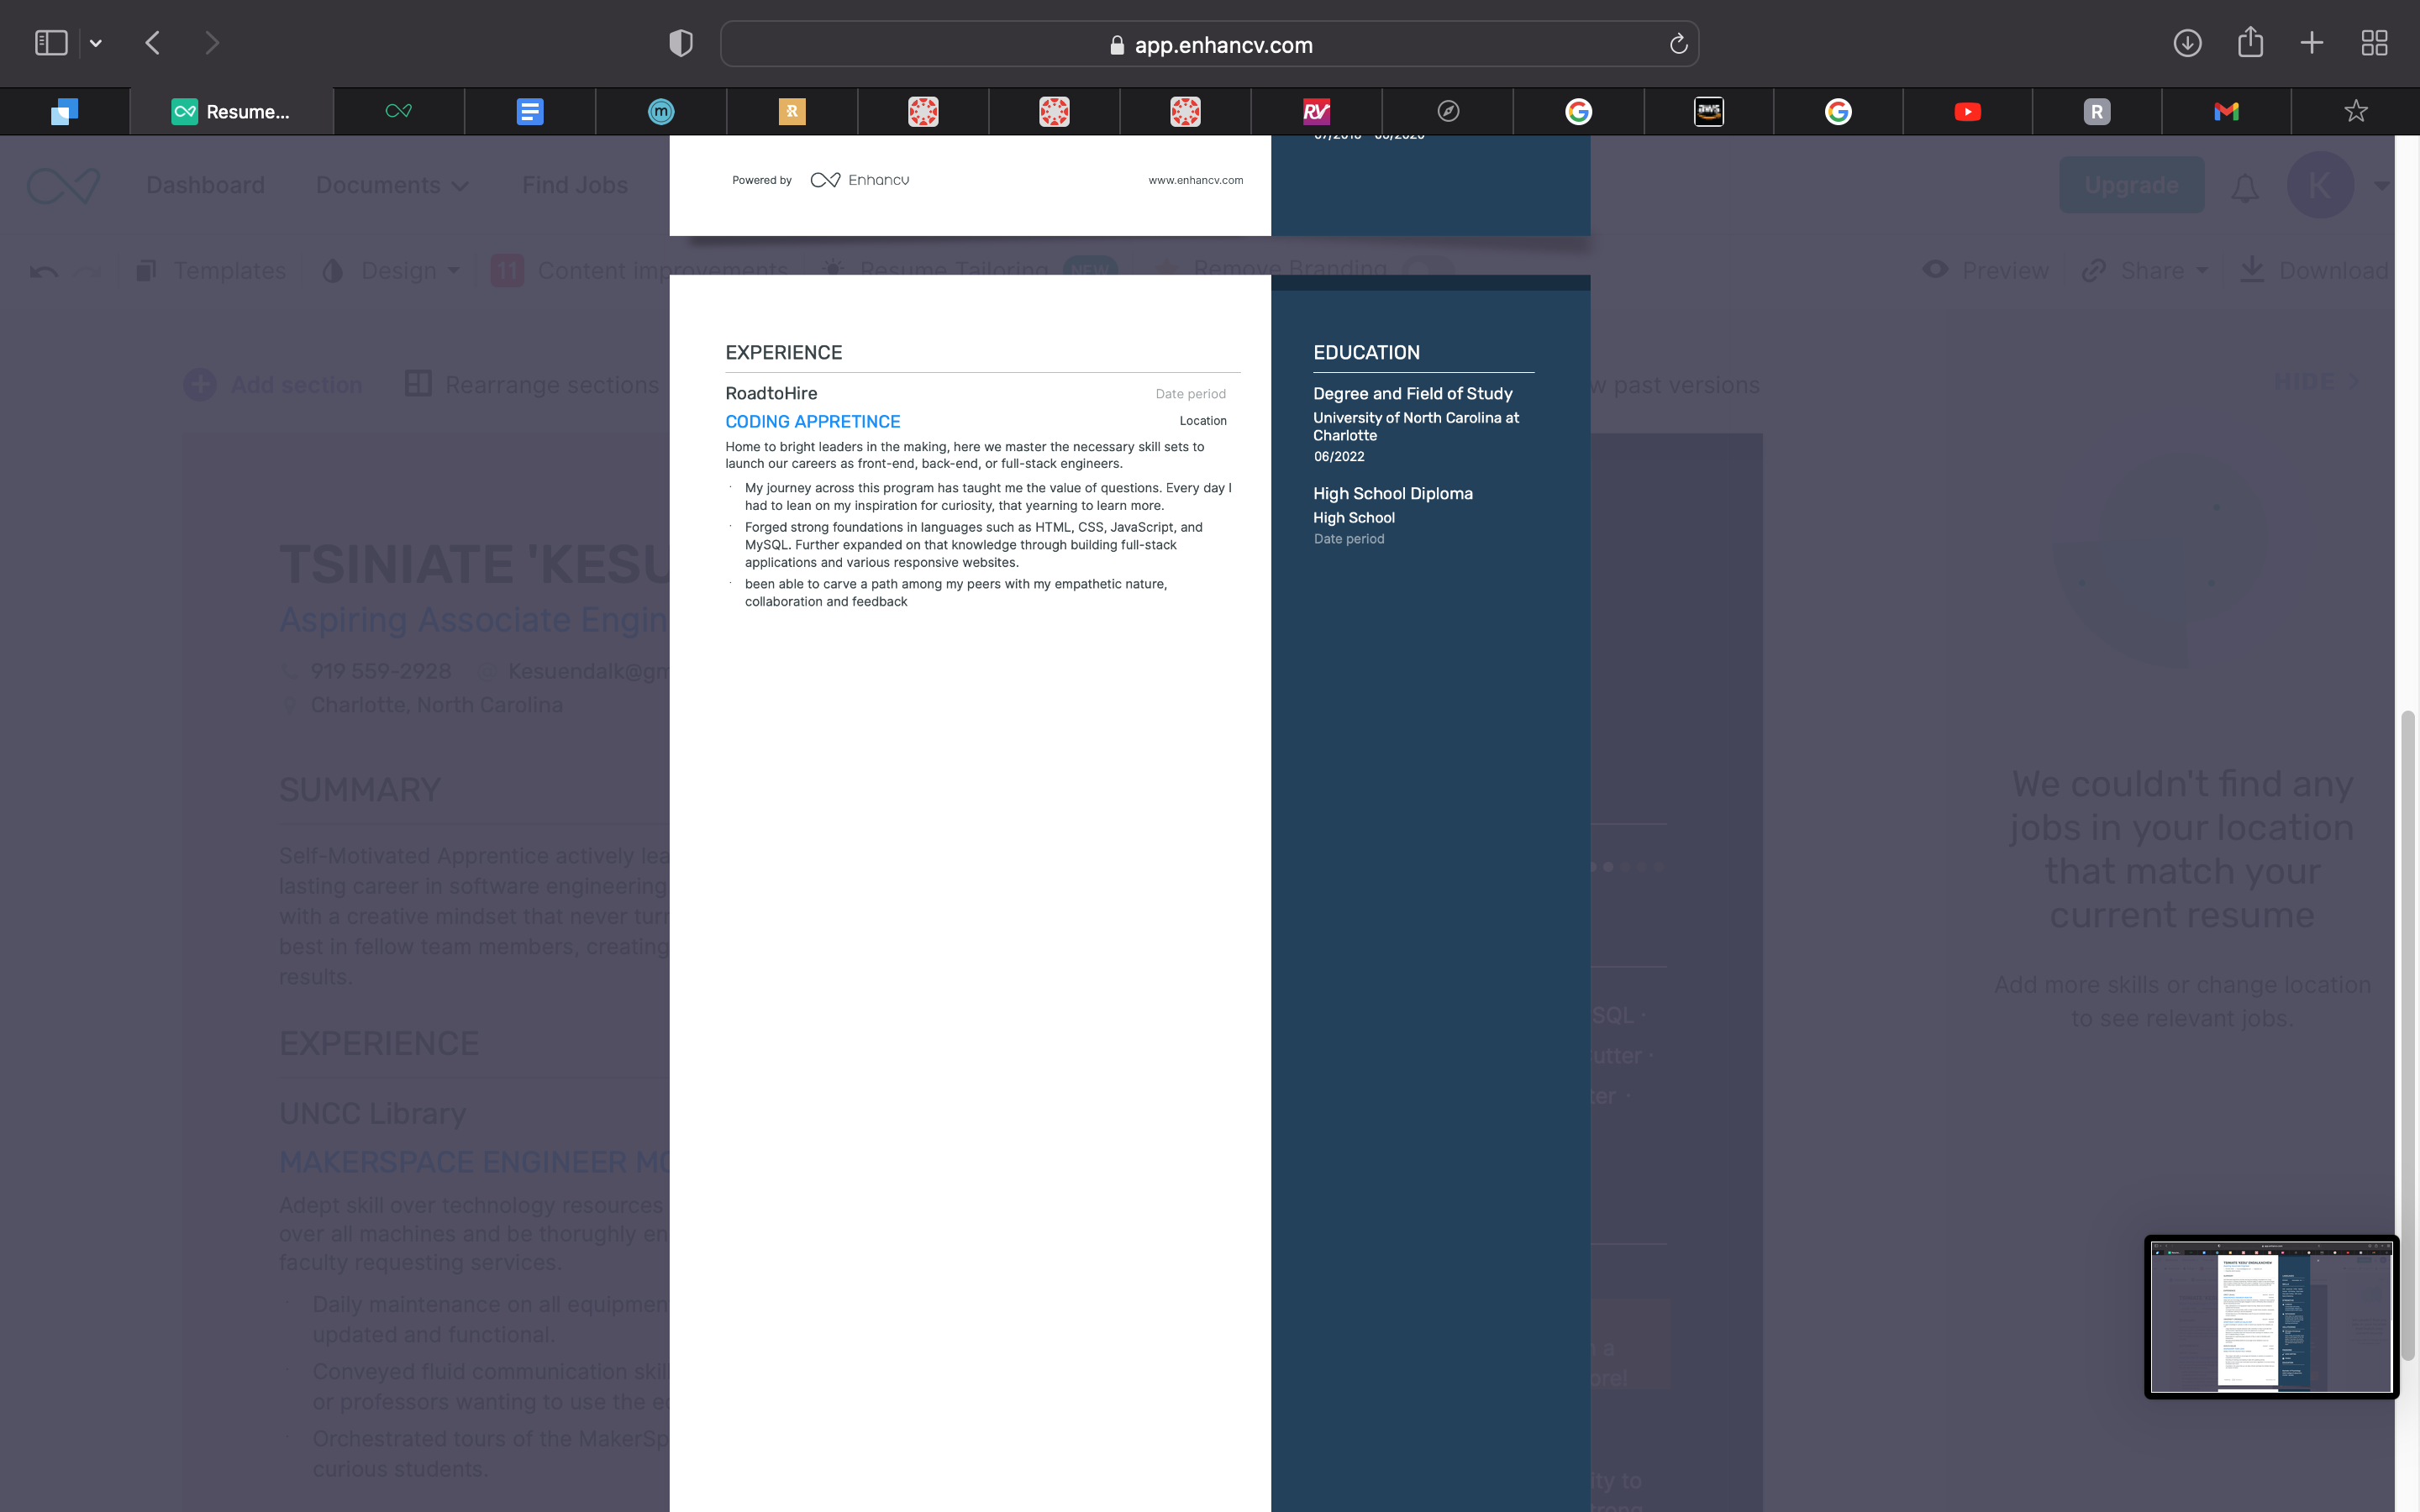 app.enhancv.com
Resume...
Dashboard
Documents
Find Jobs
Upgrade
K
Templates
Design
11
Content improvements
Resume Tailoring
NEW
Remove Branding
Preview
Share
Download
Powered by
Enhancv
www.enhancv.com
Add section
Rearrange sections
w past versions
HIDE
EXPERIENCE
RoadtoHire
Date period
CODING APPRETINCE
Location
Home to bright leaders in the making, here we master the necessary skill sets to
launch our careers as front-end, back-end, or full-stack engineers.
· My journey across this program has taught me the value of questions. Every day I
had to lean on my inspiration for curiosity, that yearning to learn more.
· Forged strong foundations in languages such as HTML, CSS, JavaScript, and
MySQL. Further expanded on that knowledge through building full-stack
applications and various responsive websites.
· been able to carve a path among my peers with my empathetic nature,
collaboration and feedback
EDUCATION
Degree and Field of Study
University of North Carolina at
Charlotte
06/2022
High School Diploma
High School
Date period
TSINIATE 'KESU
Aspiring Associate Engin
919 559-2928
Kesuendalk@gm
Charlotte, North Carolina
SUMMARY
Self-Motivated Apprentice actively lea
lasting career in software engineering
with a creative mindset that never turn
best in fellow team members, creating
results.
EXPERIENCE
UNCC Library
MAKERSPACE ENGINEER MO
Adept skill over technology resources
over all machines and be thoroughly en
faculty requesting services.
· Daily maintenance on all equipmen
updated and functional.
· Conveyed fluid communication skil
or professors wanting to use the e
· Orchestrated tours of the MakerSp
curious students.
SQL ·
utter ·
ter ·
a
ore!
ity to
We couldn't find any
jobs in your location
that match your
current resume
Add more skills or change location
to see relevant jobs.